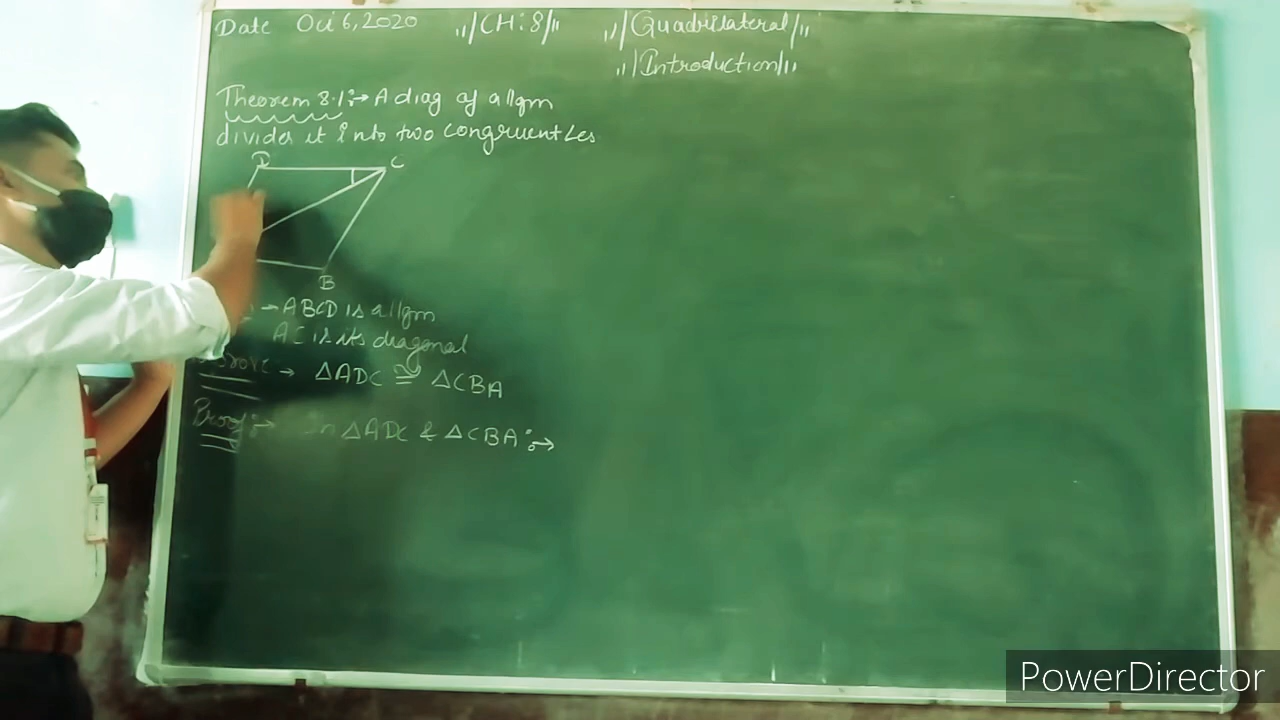 Date Oct 6, 2020 ,,/CH:8/,, ,,/Quadrilateral/,,
,,/Introduction/,,
Theorem 8.1:→ A diag of a llgm
divides it into two congruent Les
D C
B
→ ABCD is a llgm
AC is its diagonal
→ ΔADC ≅ ΔCBA
Proof:→ In ΔADC & ΔCBA:→
PowerDirector